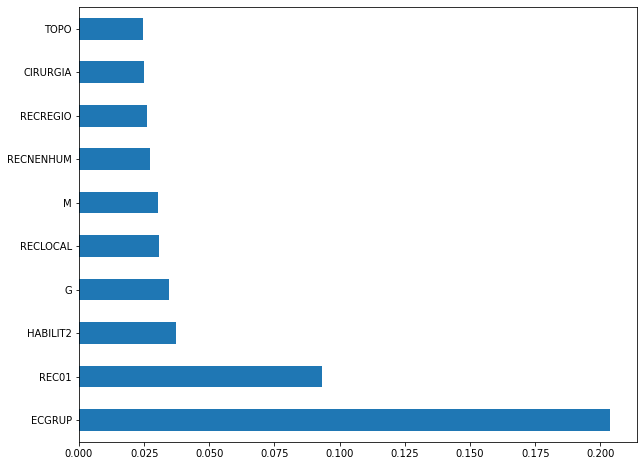 TOPO
CIRURGIA
RECREGIO
RECNENHUM
M
RECLOCAL
G
HABILIT2
REC01
ECGRUP
0.000 0.025 0.050 0.075 0.100 0.125 0.150 0.175 0.200